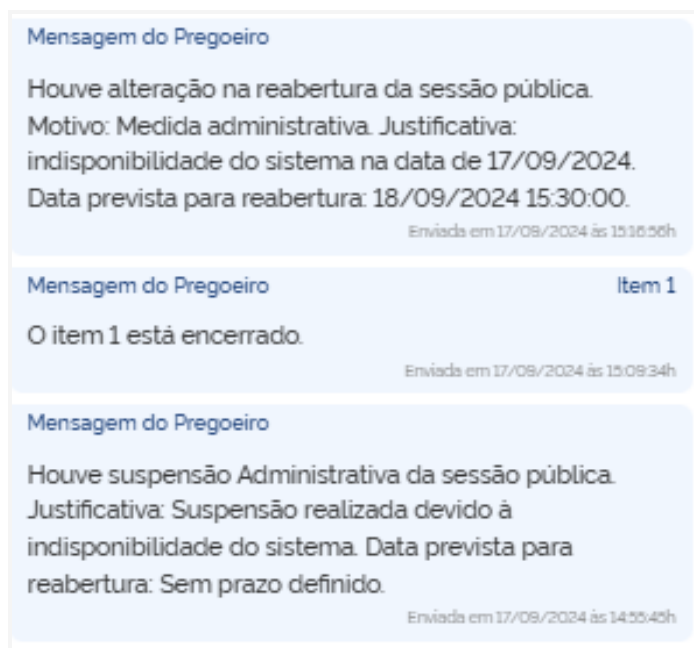 Mensagem do Pregoeiro
Houve alteração na reabertura da sessão pública.
Motivo: Medida administrativa. Justificativa:
indisponibilidade do sistema na data de 17/09/2024.
Data prevista para reabertura: 18/09/2024 15:30:00.
Enviada em 17/09/2024 às 15:16:56h
Mensagem do Pregoeiro Item 1
O item 1 está encerrado.
Enviada em 17/09/2024 às 15:09:34h
Mensagem do Pregoeiro
Houve suspensão Administrativa da sessão pública.
Justificativa: Suspensão realizada devido à
indisponibilidade do sistema. Data prevista para
reabertura: Sem prazo definido.
Enviada em 17/09/2024 às 14:55:45h